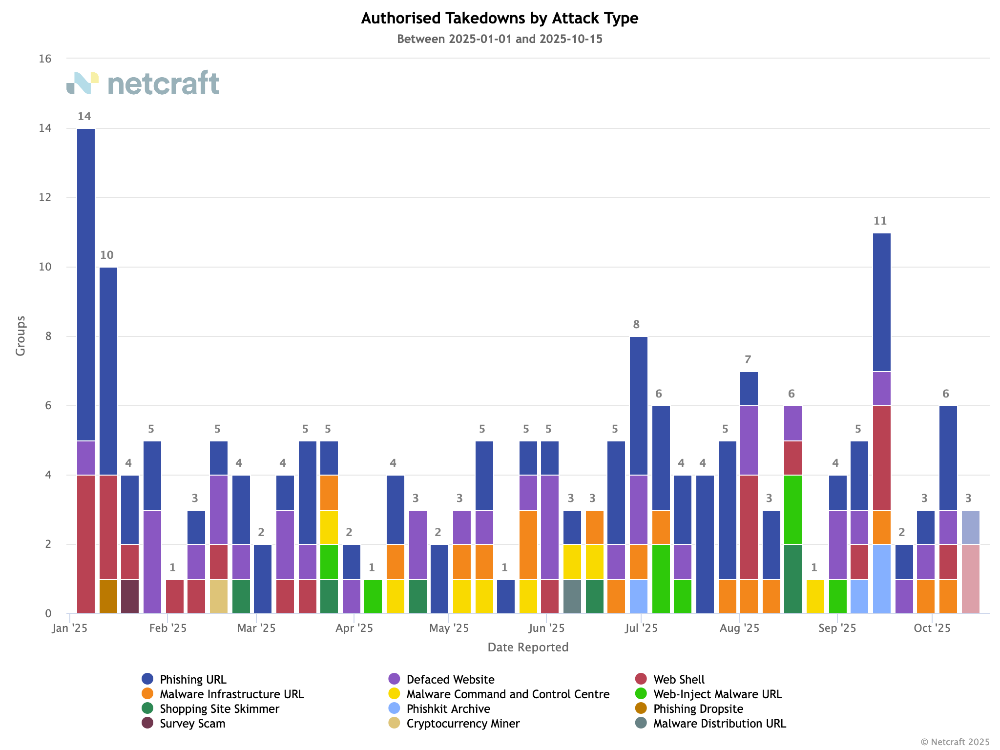 Authorised Takedowns by Attack Type
Between 2025-01-01 and 2025-10-15
netcraft
Groups
16
14
12
10
8
6
4
2
0
14
10
4
5
1
3
5
4
2
4
5
5
2
1
4
3
2
3
5
1
5
5
3
3
5
8
6
4
4
5
7
3
6
1
4
5
11
2
3
6
3
Jan '25
Feb '25
Mar '25
Apr '25
May '25
Jun '25
Jul '25
Aug '25
Sep '25
Oct '25
Date Reported
Phishing URL
Defaced Website
Web Shell
Malware Infrastructure URL
Malware Command and Control Centre
Web-Inject Malware URL
Shopping Site Skimmer
Phishkit Archive
Phishing Dropsite
Survey Scam
Cryptocurrency Miner
Malware Distribution URL
© Netcraft 2025